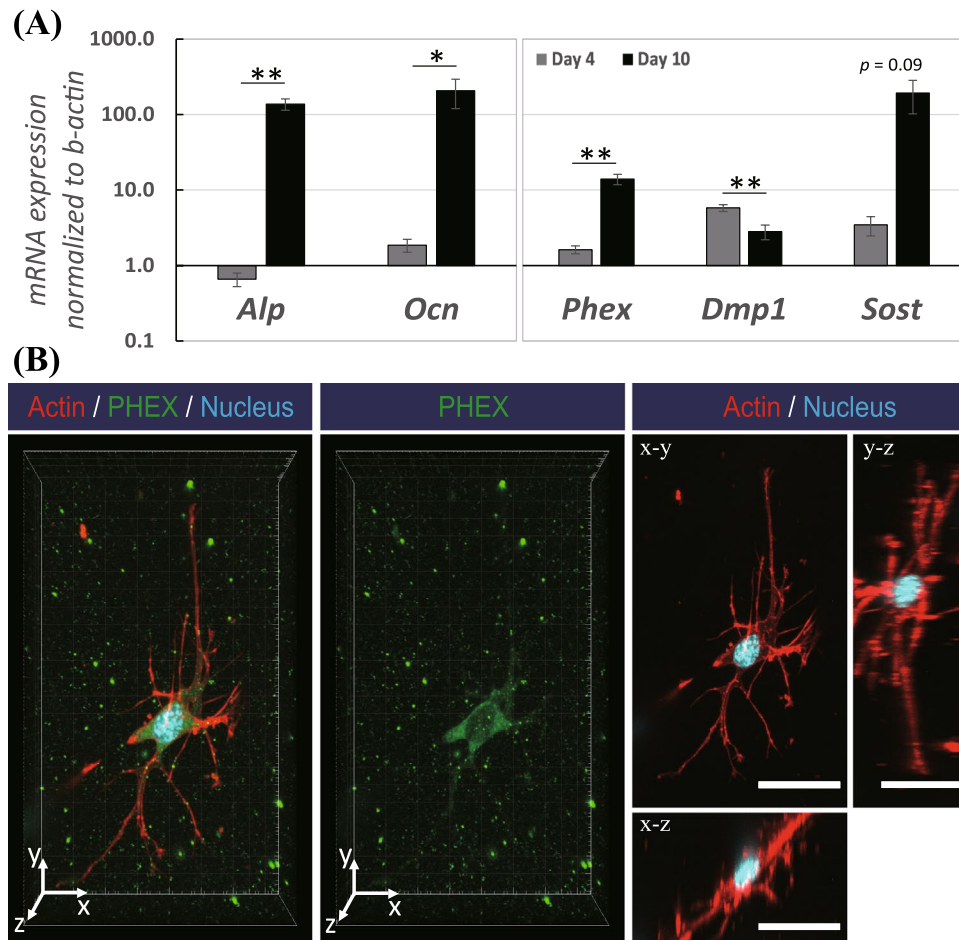 (A)
mRNA expression
normalized to b-actin
1000.0
100.0
10.0
1.0
0.1
**
*
Day 4 Day 10
p = 0.09
**
**
Alp Ocn Phex Dmp1 Sost
(B)
Actin / PHEX / Nucleus
PHEX
Actin / Nucleus
x-y
y-z
x-z
y
x
z
y
x
z